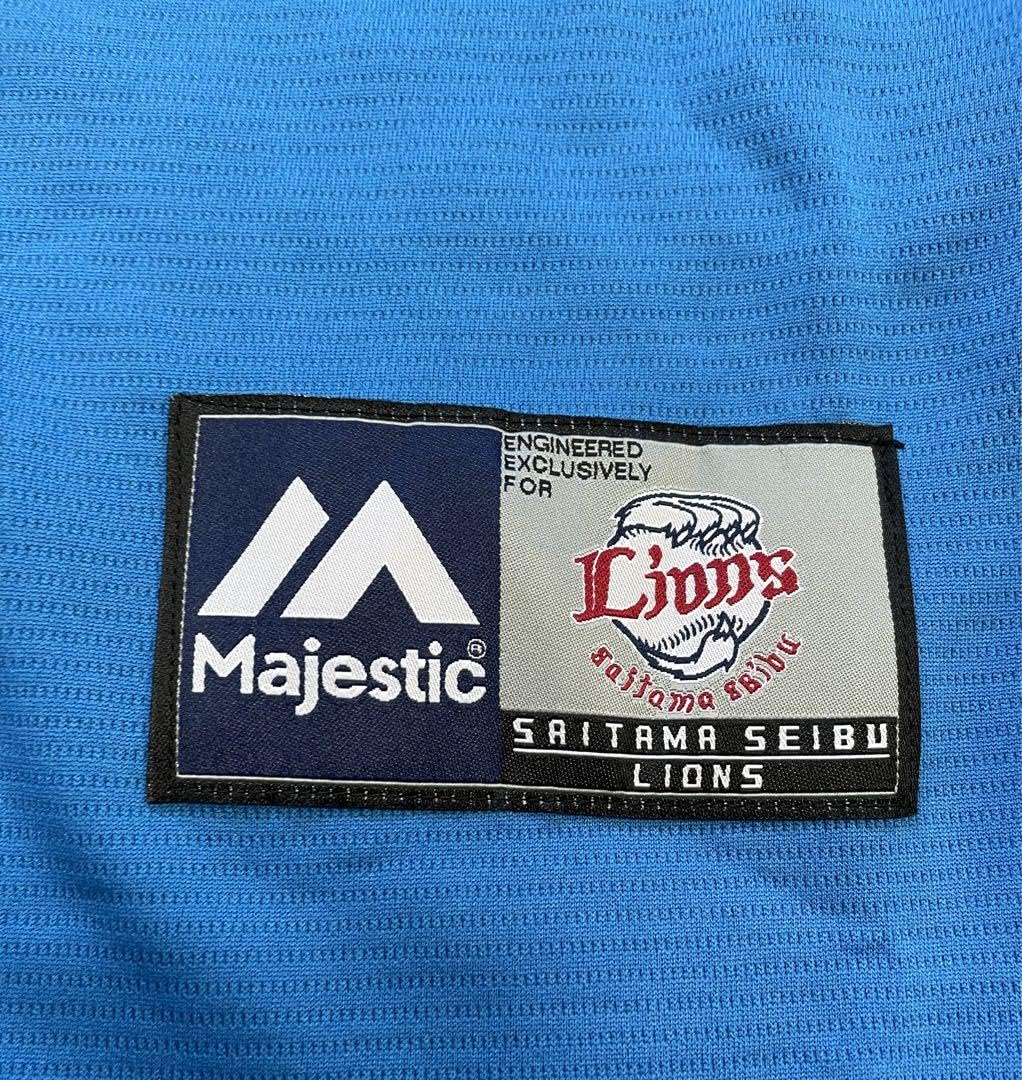 Majestic®
ENGINEERED
EXCLUSIVELY
FOR
Lions
Saitama Seibu
SAITAMA SEIBU
LIONS